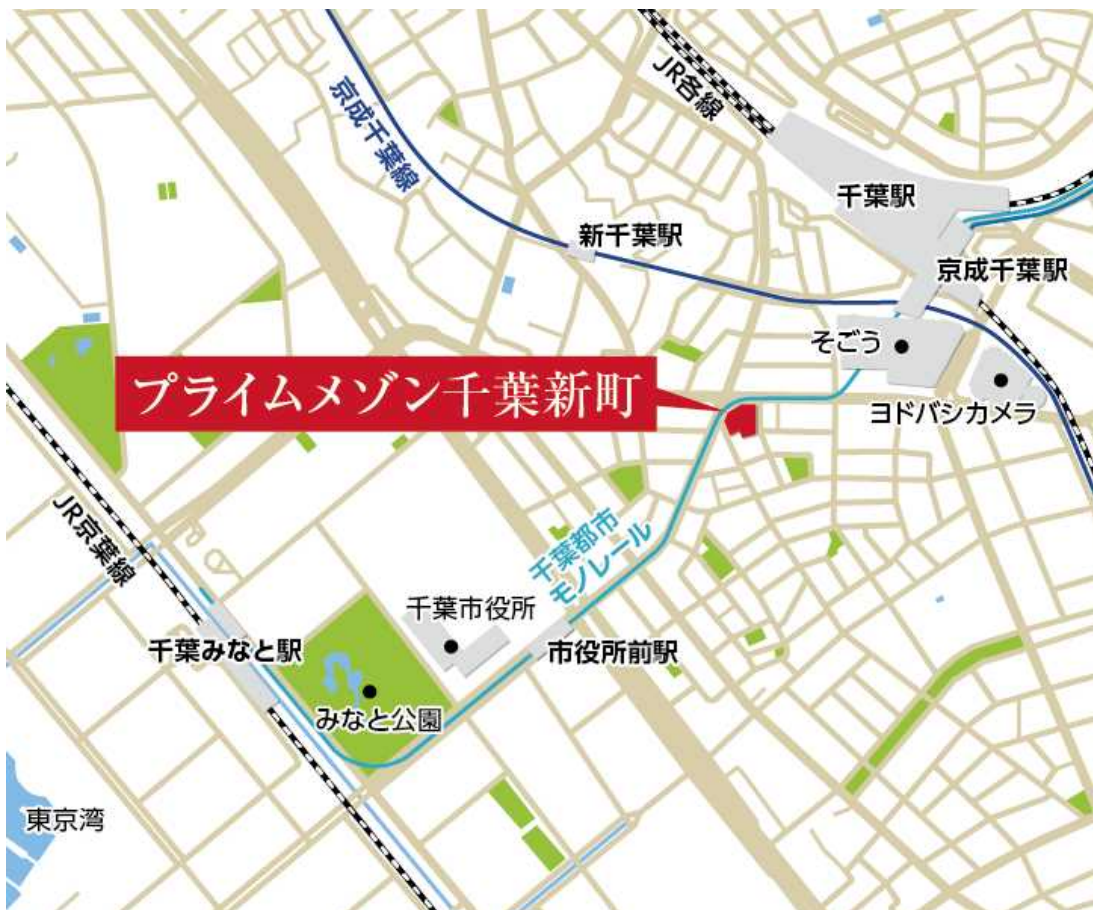 JR各線
京成千葉線
千葉駅
新千葉駅
京成千葉駅
そごう
プライムメゾン千葉新町
ヨドバシカメラ
JR京葉線
千葉都市
モノレール
千葉市役所
千葉みなと駅
市役所前駅
みなと公園
東京湾